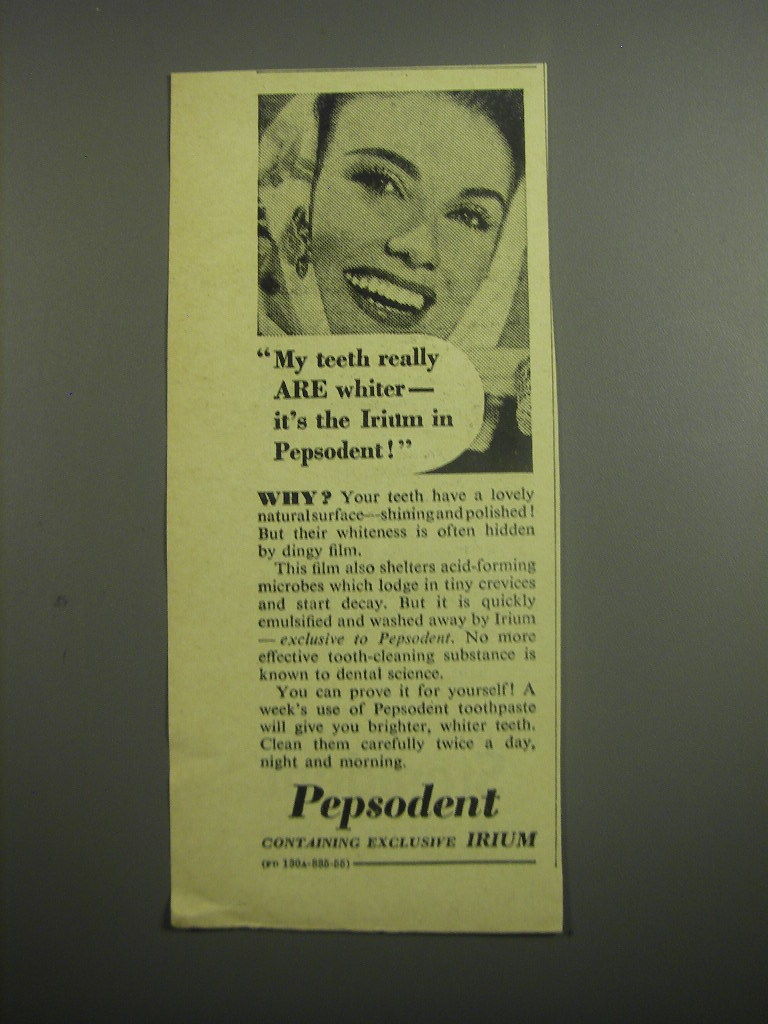 “My teeth really
ARE whiter—
it's the Irium in
Pepsodent!”
WHY? Your teeth have a lovely
natural surface—shining and polished!
But their whiteness is often hidden
by dingy film.
This film also shelters acid-forming
microbes which lodge in tiny crevices
and start decay. But it is quickly
emulsified and washed away by Irium
— exclusive to Pepsodent. No more
effective tooth-cleaning substance is
known to dental science.
You can prove it for yourself! A
week's use of Pepsodent toothpaste
will give you brighter, whiter teeth.
Clean them carefully twice a day,
night and morning.
Pepsodent
CONTAINING EXCLUSIVE IRIUM
(PD 130A-835-55)